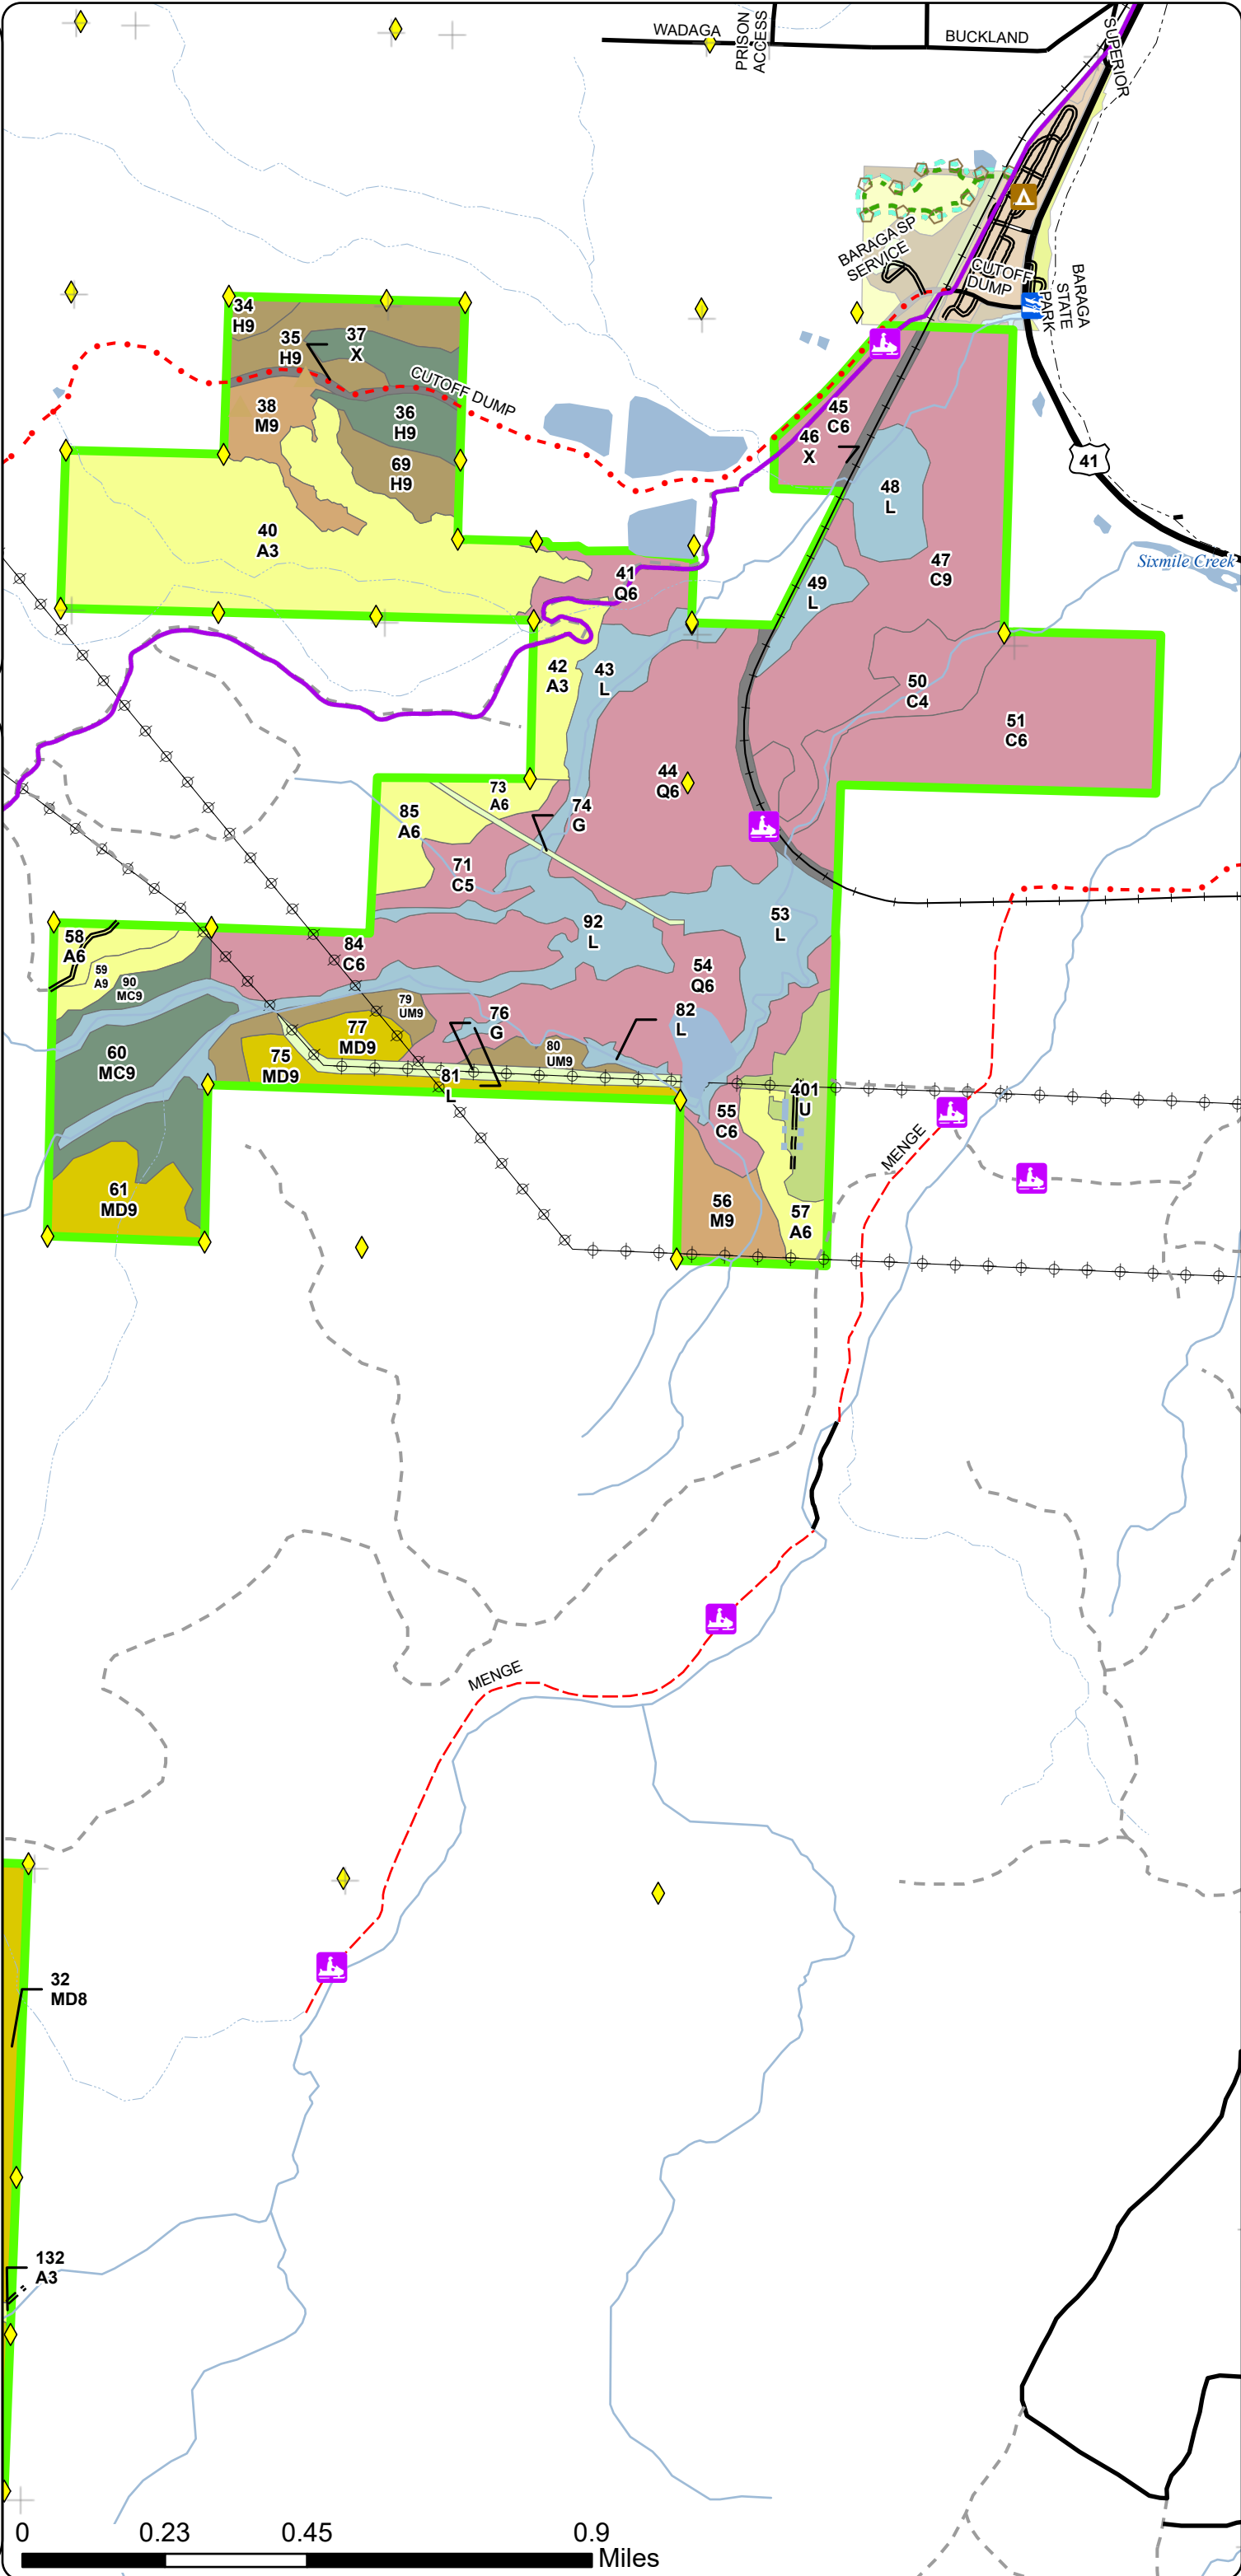 WADAGA
PRISON
ACCESS
BUCKLAND
SUPERIOR
BARAGA SP
SERVICE
CUTOFF
DUMP
BARAGA
STATE
PARK
34
H9
35
H9
37
X
CUTOFF DUMP
38
M9
36
H9
45
C6
46
X
41
69
H9
48
L
40
A3
47
C9
Sixmile Creek
41
Q6
49
L
42
A3
43
L
50
C4
51
C6
44
Q6
73
A6
74
G
85
A6
71
C5
92
L
53
L
58
A6
84
C6
59
A9
90
MC9
54
Q6
79
UM9
76
G
82
L
77
MD9
60
MC9
75
MD9
80
UM9
81
L
401
U
55
C6
MENGE
61
MD9
56
M9
57
A6
MENGE
32
MD8
132
A3
0 0.23 0.45 0.9
Miles